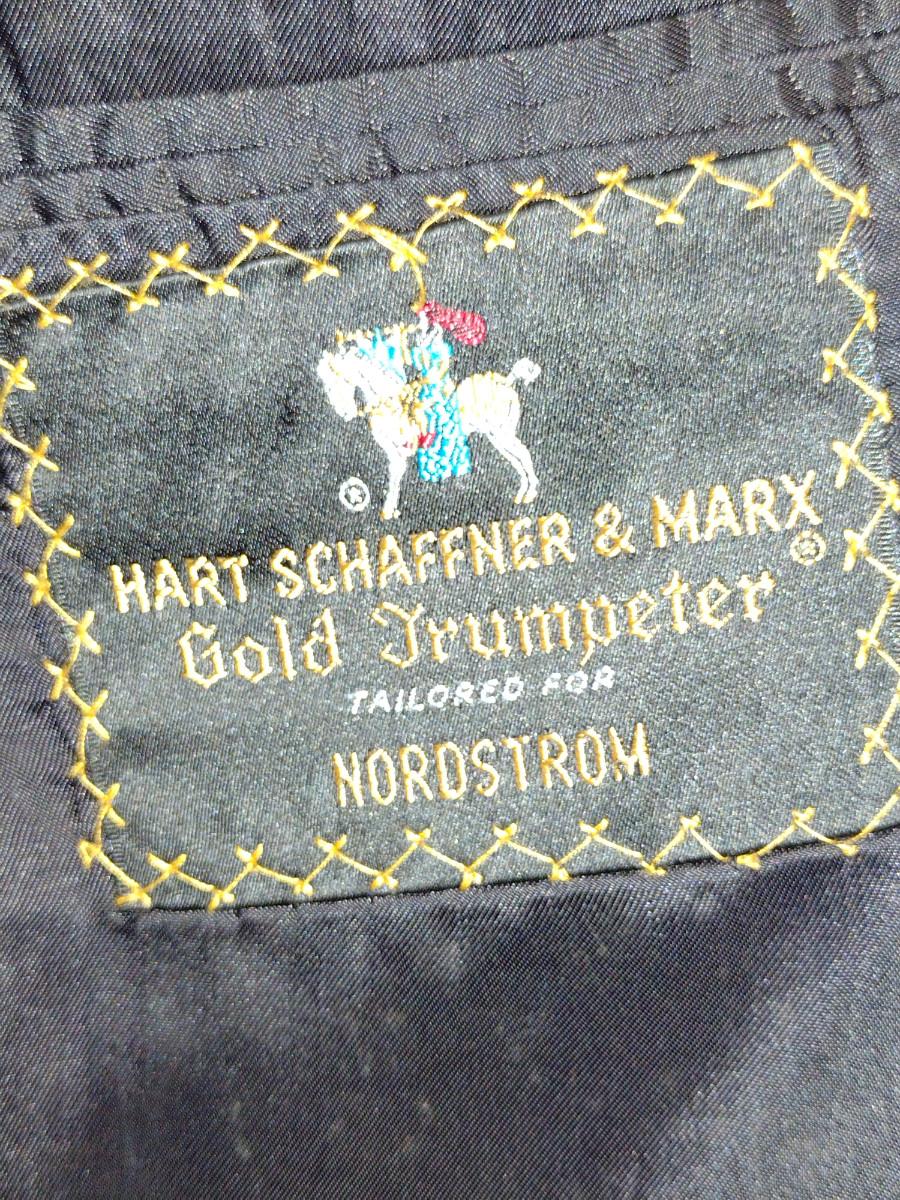 ®
HART SCHAFFNER & MARX
Gold Trumpeter ®
TAILORED FOR
NORDSTROM